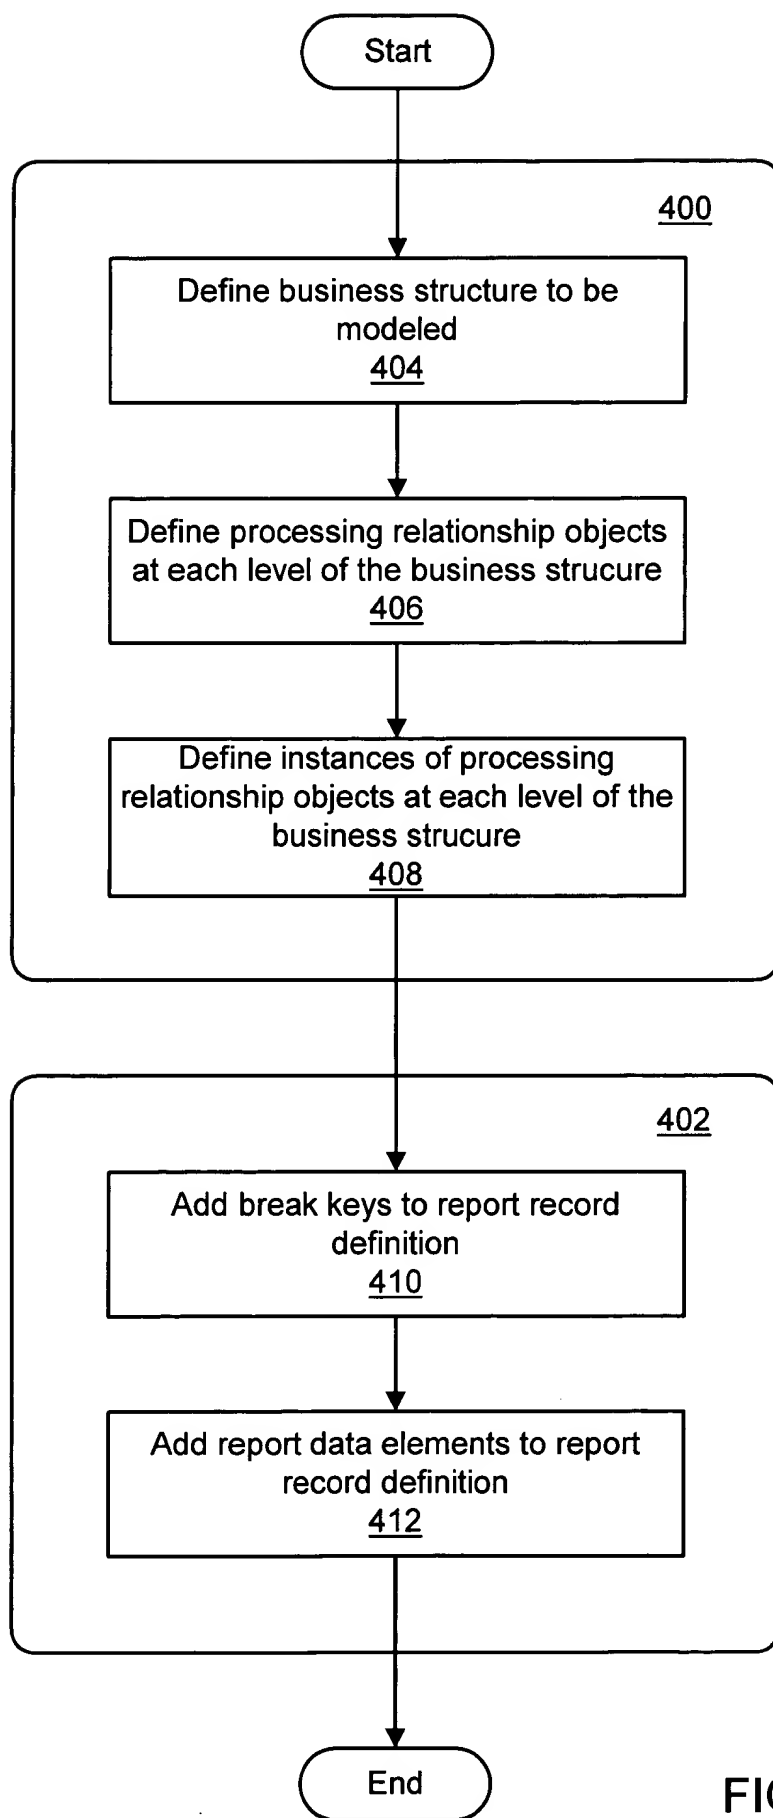 Start
400
Define business structure to be
modeled
404
Define processing relationship objects
at each level of the business strucure
406
Define instances of processing
relationship objects at each level of the
business strucure
408
402
Add break keys to report record
definition
410
Add report data elements to report
record definition
412
End
FIG